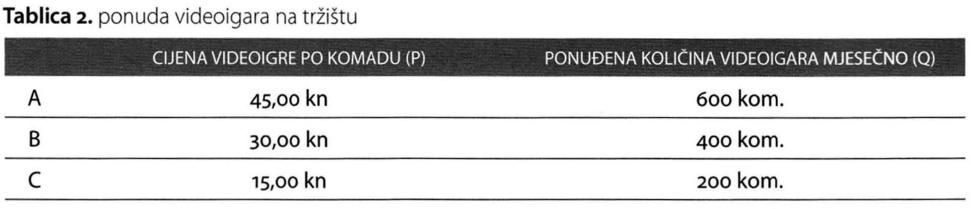 Tablica 2. ponuda videoigara na tržištu
CIJENA VIDEOIGRE PO KOMADU (P) PONUĐENA KOLIČINA VIDEOIGARA MJESEČNO (Q)
A 45,00 kn 600 kom.
B 30,00 kn 400 kom.
C 15,00 kn 200 kom.